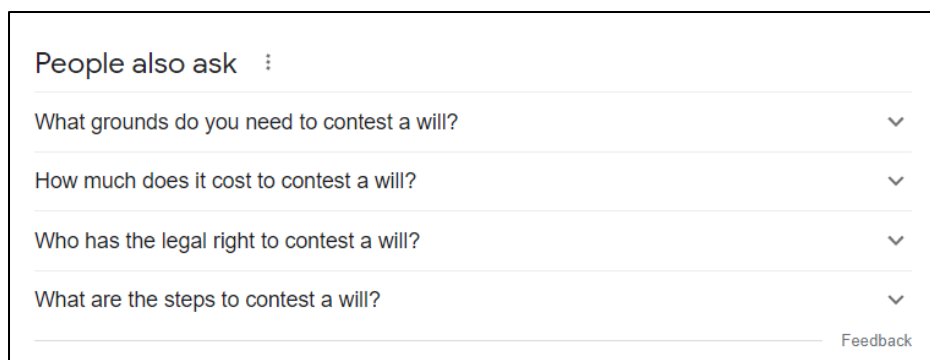 People also ask
What grounds do you need to contest a will?
How much does it cost to contest a will?
Who has the legal right to contest a will?
What are the steps to contest a will?
Feedback